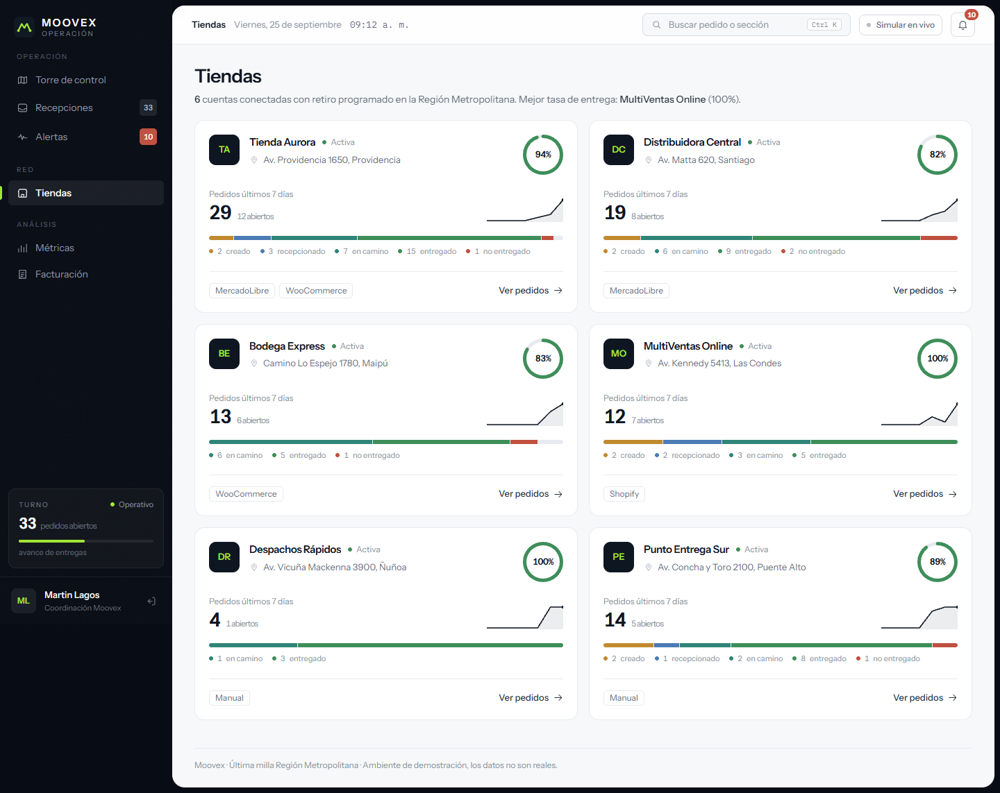 MOOVEX
OPERACIÓN
OPERACIÓN
Torre de control
Recepciones 33
Alertas 10
RED
Tiendas
ANÁLISIS
Métricas
Facturación
TURNO Operativo
33 pedidos abiertos
avance de entregas
ML Martin Lagos
Coordinación Moovex
Tiendas Viernes, 25 de septiembre 09:12 a. m.
Buscar pedido o sección Ctrl K
Simular en vivo
10
Tiendas
6 cuentas conectadas con retiro programado en la Región Metropolitana. Mejor tasa de entrega: MultiVentas Online (100%).
TA Tienda Aurora Activa 94%
Av. Providencia 1650, Providencia
Pedidos últimos 7 días
29 12 abiertos
2 creado 3 recepcionado 7 en camino 15 entregado 1 no entregado
MercadoLibre WooCommerce Ver pedidos
DC Distribuidora Central Activa 82%
Av. Matta 620, Santiago
Pedidos últimos 7 días
19 8 abiertos
2 creado 6 en camino 9 entregado 2 no entregado
MercadoLibre Ver pedidos
BE Bodega Express Activa 83%
Camino Lo Espejo 1780, Maipú
Pedidos últimos 7 días
13 6 abiertos
6 en camino 5 entregado 1 no entregado
WooCommerce Ver pedidos
MO MultiVentas Online Activa 100%
Av. Kennedy 5413, Las Condes
Pedidos últimos 7 días
12 7 abiertos
2 creado 2 recepcionado 3 en camino 5 entregado
Shopify Ver pedidos
DR Despachos Rápidos Activa 100%
Av. Vicuña Mackenna 3900, Ñuñoa
Pedidos últimos 7 días
4 1 abiertos
1 en camino 3 entregado
Manual Ver pedidos
PE Punto Entrega Sur Activa 89%
Av. Concha y Toro 2100, Puente Alto
Pedidos últimos 7 días
14 5 abiertos
2 creado 1 recepcionado 2 en camino 8 entregado 1 no entregado
Manual Ver pedidos
Moovex · Última milla Región Metropolitana · Ambiente de demostración, los datos no son reales.